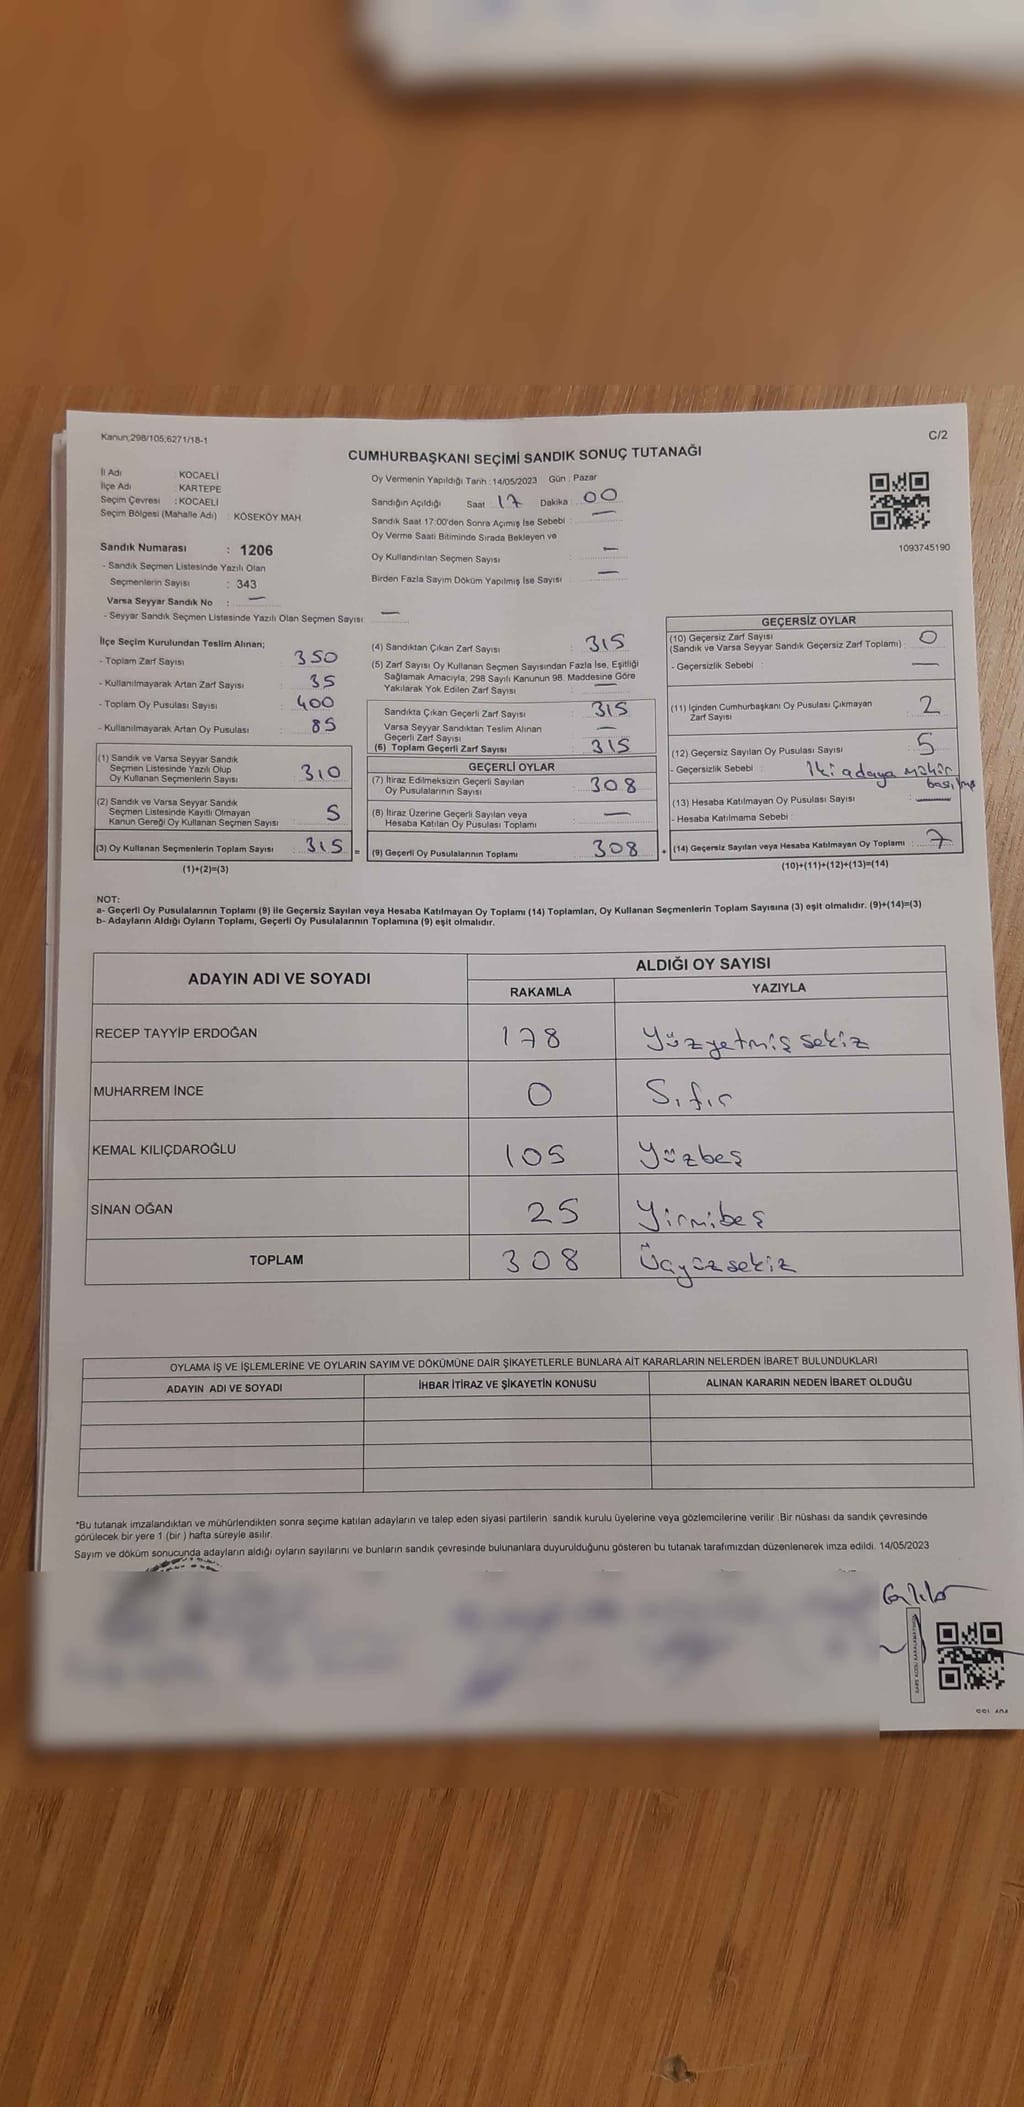 Kanun;298/105;6271/18-1
C/2
CUMHURBAŞKANI SEÇİMİ SANDIK SONUÇ TUTANAĞI
İl Adı : KOCAELİ
İlçe Adı : KARTEPE
Seçim Çevresi : KOCAELİ
Seçim Bölgesi (Mahalle Adı) : KÖSEKÖY MAH.
Sandık Numarası : 1206
- Sandık Seçmen Listesinde Yazılı Olan
Seçmenlerin Sayısı : 343
Varsa Seyyar Sandık No : —
- Seyyar Sandık Seçmen Listesinde Yazılı Olan Seçmen Sayısı : —
Oy Vermenin Yapıldığı Tarih : 14/05/2023 Gün : Pazar
Sandığın Açıldığı Saat 17 Dakika : 00
Sandık Saat 17:00'den Sonra Açımış İse Sebebi : —
Oy Verme Saati Bitiminde Sırada Bekleyen ve
Oy Kullandırılan Seçmen Sayısı : —
Birden Fazla Sayım Döküm Yapılmış İse Sayısı : —
1093745190
İlçe Seçim Kurulundan Teslim Alınan;
- Toplam Zarf Sayısı : 350
- Kullanılmayarak Artan Zarf Sayısı : 35
- Toplam Oy Pusulası Sayısı : 400
- Kullanılmayarak Artan Oy Pusulası : 85
(1) Sandık ve Varsa Seyyar Sandık
Seçmen Listesinde Yazılı Olup
Oy Kullanan Seçmenlerin Sayısı : 310
(2) Sandık ve Varsa Seyyar Sandık
Seçmen Listesinde Kayıtlı Olmayan
Kanun Gereği Oy Kullanan Seçmen Sayısı : 5
(3) Oy Kullanan Seçmenlerin Toplam Sayısı : 315 =
(1)+(2)=(3)
(4) Sandıktan Çıkan Zarf Sayısı : 315
(5) Zarf Sayısı Oy Kullanan Seçmen Sayısından Fazla İse, Eşitliği
Sağlamak Amacıyla, 298 Sayılı Kanunun 98. Maddesine Göre
Yakılarak Yok Edilen Zarf Sayısı : —
Sandıkta Çıkan Geçerli Zarf Sayısı : 315
Varsa Seyyar Sandıktan Teslim Alınan
Geçerli Zarf Sayısı : —
(6) Toplam Geçerli Zarf Sayısı : 315
GEÇERLİ OYLAR
(7) İtiraz Edilmeksizin Geçerli Sayılan
Oy Pusulalarının Sayısı : 308
(8) İtiraz Üzerine Geçerli Sayılan veya
Hesaba Katılan Oy Pusulası Toplamı : —
(9) Geçerli Oy Pusulalarının Toplamı : 308 +
GEÇERSİZ OYLAR
(10) Geçersiz Zarf Sayısı
(Sandık ve Varsa Seyyar Sandık Geçersiz Zarf Toplamı) : 0
- Geçersizlik Sebebi : —
(11) İçinden Cumhurbaşkanı Oy Pusulası Çıkmayan
Zarf Sayısı : 2
(12) Geçersiz Sayılan Oy Pusulası Sayısı : 5
- Geçersizlik Sebebi : İki adaya mühür
basılmış
(13) Hesaba Katılmayan Oy Pusulası Sayısı : —
- Hesaba Katılmama Sebebi :
(14) Geçersiz Sayılan veya Hesaba Katılmayan Oy Toplamı : 7
(10)+(11)+(12)+(13)=(14)
NOT:
a- Geçerli Oy Pusulalarının Toplamı (9) ile Geçersiz Sayılan veya Hesaba Katılmayan Oy Toplamı (14) Toplamları, Oy Kullanan Seçmenlerin Toplam Sayısına (3) eşit olmalıdır. (9)+(14)=(3)
b- Adayların Aldığı Oyların Toplamı, Geçerli Oy Pusulalarının Toplamına (9) eşit olmalıdır.
ADAYIN ADI VE SOYADI
ALDIĞI OY SAYISI
RAKAMLA YAZIYLA
RECEP TAYYİP ERDOĞAN 178 Yüzyetmiş sekiz
MUHARREM İNCE 0 Sıfır
KEMAL KILIÇDAROĞLU 105 Yüzbeş
SİNAN OĞAN 25 Yirmibeş
TOPLAM 308 Üçyüzsekiz
OYLAMA İŞ VE İŞLEMLERİNE VE OYLARIN SAYIM VE DÖKÜMÜNE DAİR ŞİKAYETLERLE BUNLARA AİT KARARLARIN NELERDEN İBARET BULUNDUKLARI
ADAYIN ADI VE SOYADI İHBAR İTİRAZ VE ŞİKAYETİN KONUSU ALINAN KARARIN NEDEN İBARET OLDUĞU
*Bu tutanak imzalandıktan ve mühürlendikten sonra seçime katılan adayların ve talep eden siyasi partilerin sandık kurulu üyelerine veya gözlemcilerine verilir .Bir nüshası da sandık çevresinde
görülecek bir yere 1 (bir ) hafta süreyle asılır.
Sayım ve döküm sonucunda adayların aldığı oyların sayılarını ve bunların sandık çevresinde bulunanlara duyurulduğunu gösteren bu tutanak tarafımızdan düzenlenerek imza edildi. 14/05/2023